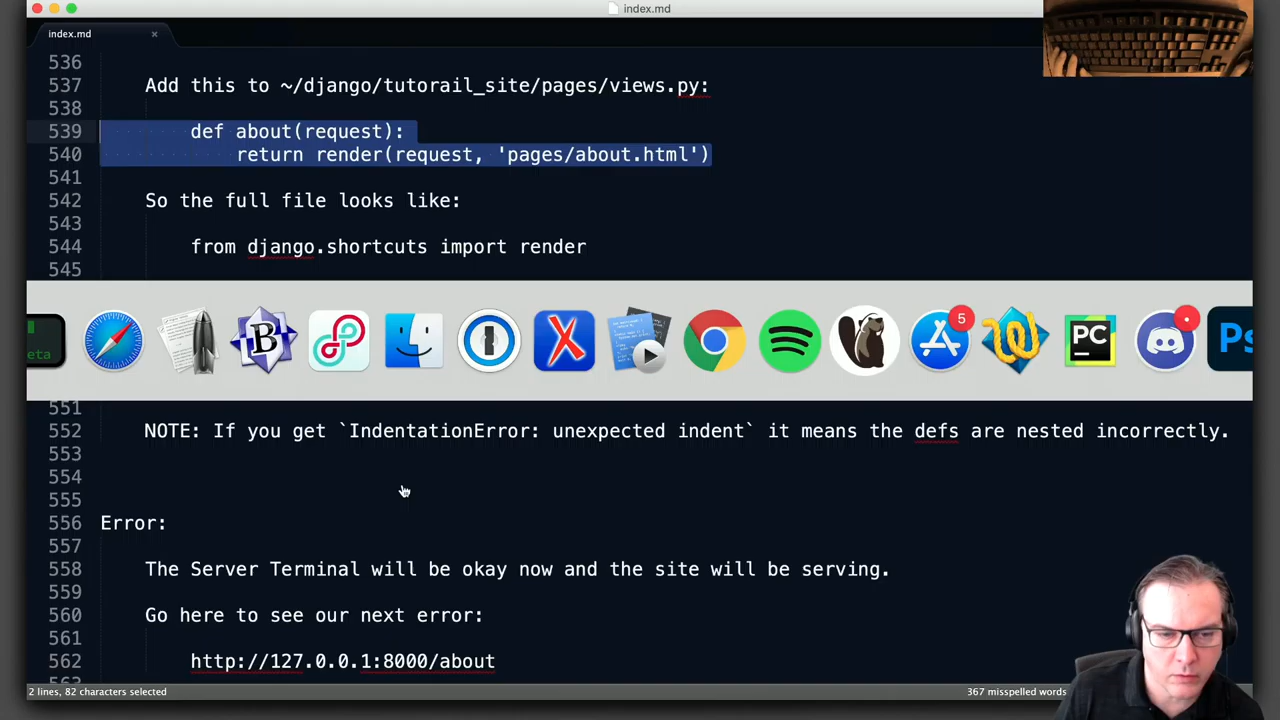 index.md
index.md
536
537 Add this to ~/django/tutorail_site/pages/views.py:
538
539 def about(request):
540 return render(request, 'pages/about.html')
541
542 So the full file looks like:
543
544 from django.shortcuts import render
545
eta
B
X
5
PC
Ps
551
552 NOTE: If you get `IndentationError: unexpected indent` it means the defs are nested incorrectly.
553
554
555
556 Error:
557
558 The Server Terminal will be okay now and the site will be serving.
559
560 Go here to see our next error:
561
562 http://127.0.0.1:8000/about
2 lines, 82 characters selected
367 misspelled words